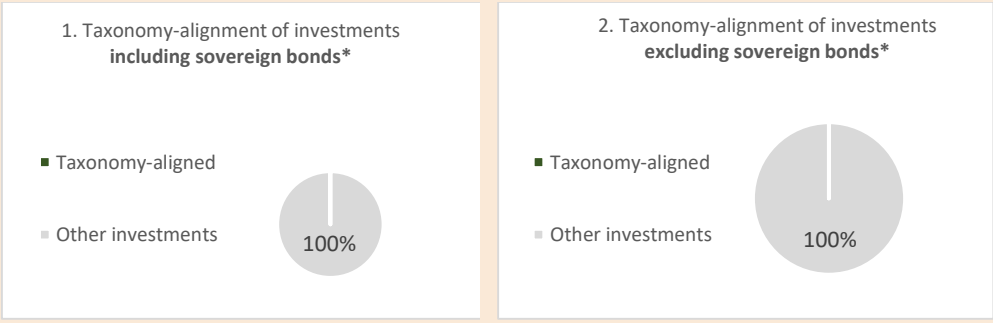 1. Taxonomy-alignment of investments
including sovereign bonds*
Taxonomy-aligned
Other investments
100%
2. Taxonomy-alignment of investments
excluding sovereign bonds*
Taxonomy-aligned
Other investments
100%